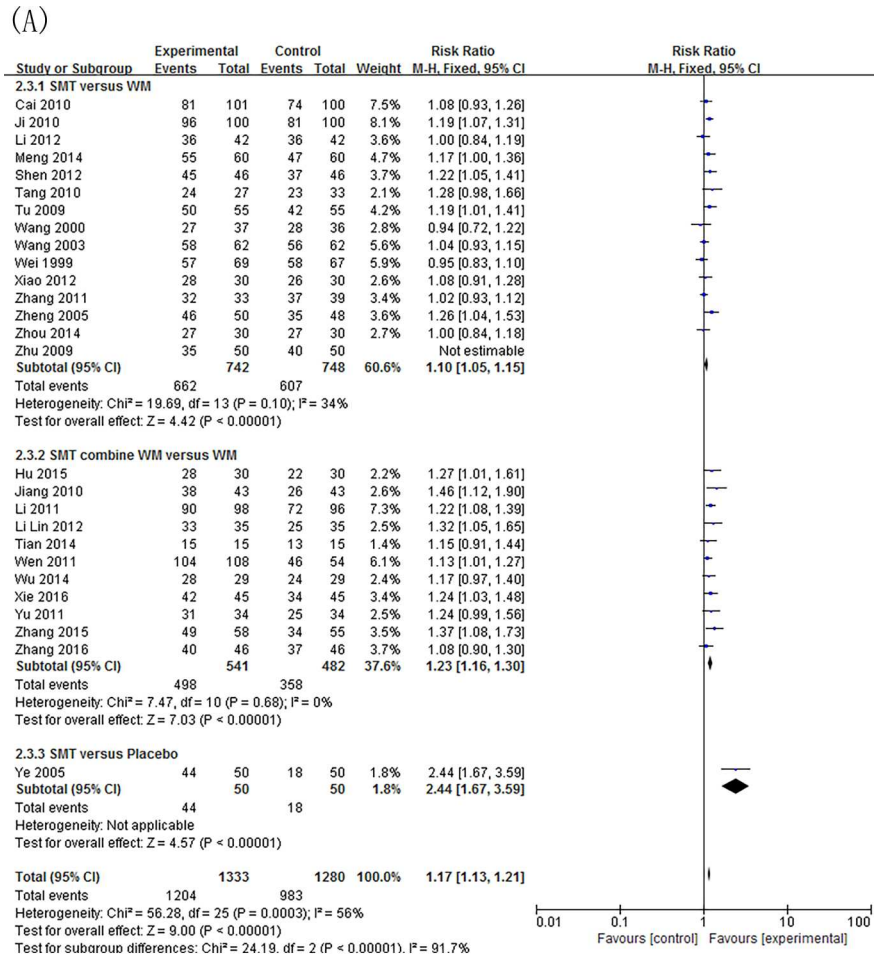 (A)
Experimental Control Risk Ratio Risk Ratio
Study or Subgroup Events Total Events Total Weight M-H, Fixed, 95% CI M-H, Fixed, 95% CI
2.3.1 SMT versus WM
Cai 2010 81 101 74 100 7.5% 1.08 [0.93, 1.26]
Ji 2010 96 100 81 100 8.1% 1.19 [1.07, 1.31]
Li 2012 36 42 36 42 3.6% 1.00 [0.84, 1.19]
Meng 2014 55 60 47 60 4.7% 1.17 [1.00, 1.36]
Shen 2012 45 46 37 46 3.7% 1.22 [1.05, 1.41]
Tang 2010 24 27 23 33 2.1% 1.28 [0.98, 1.66]
Tu 2009 50 55 42 55 4.2% 1.19 [1.01, 1.41]
Wang 2000 27 37 28 36 2.8% 0.94 [0.72, 1.22]
Wang 2003 58 62 56 62 5.6% 1.04 [0.93, 1.15]
Wei 1999 57 69 58 67 5.9% 0.95 [0.83, 1.10]
Xiao 2012 28 30 26 30 2.6% 1.08 [0.91, 1.28]
Zhang 2011 32 33 37 39 3.4% 1.02 [0.93, 1.12]
Zheng 2005 46 50 35 48 3.6% 1.26 [1.04, 1.53]
Zhou 2014 27 30 27 30 2.7% 1.00 [0.84, 1.18]
Zhu 2009 35 50 40 50 Not estimable
Subtotal (95% CI) 742 748 60.6% 1.10 [1.05, 1.15]
Total events 662 607
Heterogeneity: Chi² = 19.69, df = 13 (P = 0.10); I² = 34%
Test for overall effect: Z = 4.42 (P < 0.00001)
2.3.2 SMT combine WM versus WM
Hu 2015 28 30 22 30 2.2% 1.27 [1.01, 1.61]
Jiang 2010 38 43 26 43 2.6% 1.46 [1.12, 1.90]
Li 2011 90 98 72 96 7.3% 1.22 [1.08, 1.39]
Li Lin 2012 33 35 25 35 2.5% 1.32 [1.05, 1.65]
Tian 2014 15 15 13 15 1.4% 1.15 [0.91, 1.44]
Wen 2011 104 108 46 54 6.1% 1.13 [1.01, 1.27]
Wu 2014 28 29 24 29 2.4% 1.17 [0.97, 1.40]
Xie 2016 42 45 34 45 3.4% 1.24 [1.03, 1.48]
Yu 2011 31 34 25 34 2.5% 1.24 [0.99, 1.56]
Zhang 2015 49 58 34 55 3.5% 1.37 [1.08, 1.73]
Zhang 2016 40 46 37 46 3.7% 1.08 [0.90, 1.30]
Subtotal (95% CI) 541 482 37.6% 1.23 [1.16, 1.30]
Total events 498 358
Heterogeneity: Chi² = 7.47, df = 10 (P = 0.68); I² = 0%
Test for overall effect: Z = 7.03 (P < 0.00001)
2.3.3 SMT versus Placebo
Ye 2005 44 50 18 50 1.8% 2.44 [1.67, 3.59]
Subtotal (95% CI) 50 50 1.8% 2.44 [1.67, 3.59]
Total events 44 18
Heterogeneity: Not applicable
Test for overall effect: Z = 4.57 (P < 0.00001)
Total (95% CI) 1333 1280 100.0% 1.17 [1.13, 1.21]
Total events 1204 983
Heterogeneity: Chi² = 56.28, df = 25 (P = 0.0003); I² = 56%
Test for overall effect: Z = 9.00 (P < 0.00001)
Test for subgroup differences: Chi² = 24.19, df = 2 (P < 0.00001), I² = 91.7%
0.01 0.1 1 10 100
Favours [control] Favours [experimental]